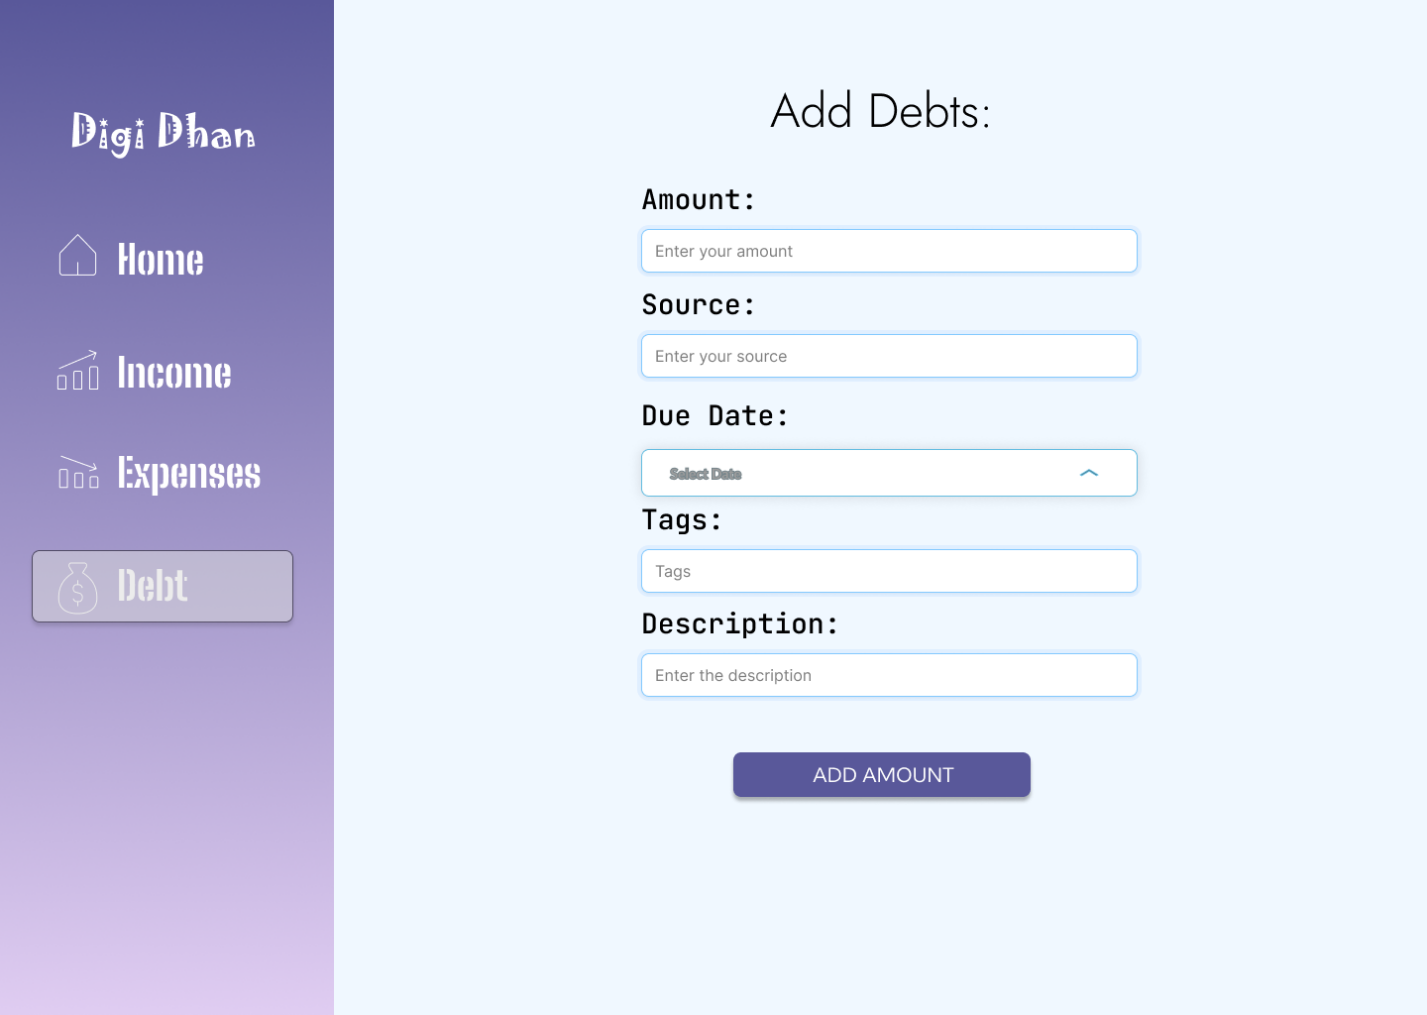 Digi Dhan
Home
Income
Expenses
Debt
Add Debts:
Amount:
Enter your amount
Source:
Enter your source
Due Date:
Select Date
Tags:
Tags
Description:
Enter the description
ADD AMOUNT